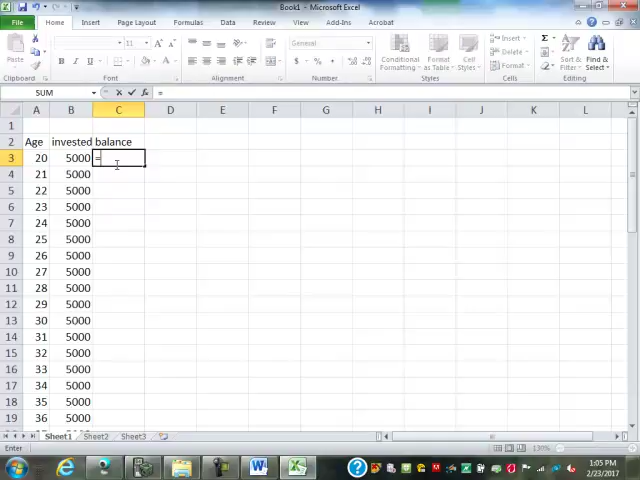 Book1 - Microsoft Excel
File Home Insert Page Layout Formulas Data Review View Add-Ins Acrobat
Paste
11
General
Conditional Formatting
Format as Table
Cell Styles
Insert
Delete
Format
Sort & Filter
Find & Select
Clipboard Font Alignment Number Styles Cells Editing
SUM fx =
A B C D E F G H I J K L
1
2 Age invested balance
3 20 5000 =
4 21 5000
5 22 5000
6 23 5000
7 24 5000
8 25 5000
9 26 5000
10 27 5000
11 28 5000
12 29 5000
13 30 5000
14 31 5000
15 32 5000
16 33 5000
17 34 5000
18 35 5000
19 36 5000
Sheet1 Sheet2 Sheet3
Enter 130%
1:05 PM
2/23/2017